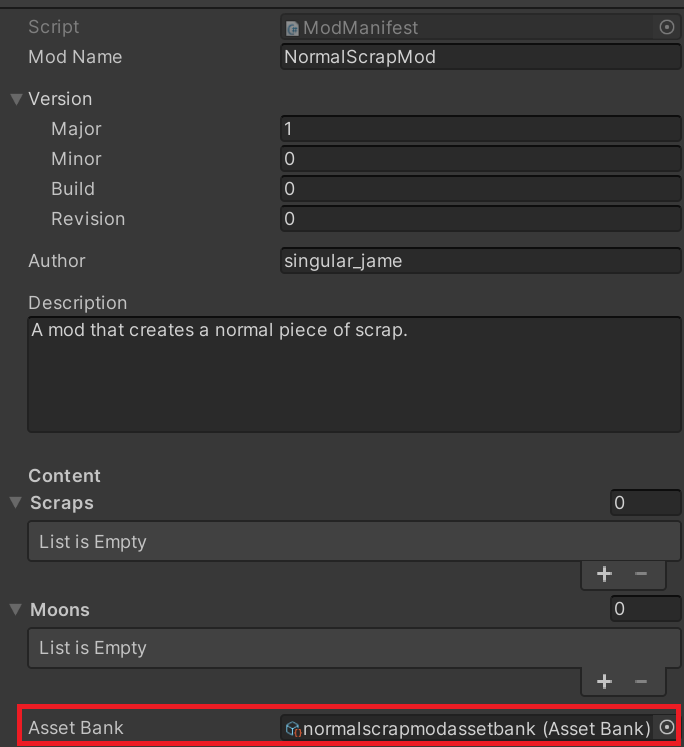 Script ModManifest
Mod Name NormalScrapMod
Version
Major 1
Minor 0
Build 0
Revision 0
Author singular_jame
Description
A mod that creates a normal piece of scrap.
Content
Scraps 0
List is Empty
+ −
Moons 0
List is Empty
+ −
Asset Bank normalscrapmodassetbank (Asset Bank)